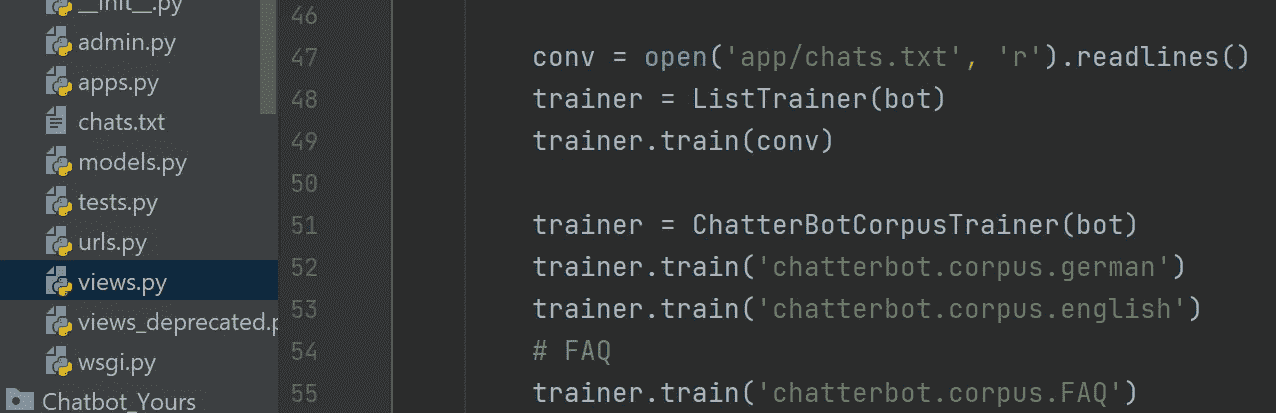 __init__.py
admin.py
apps.py
chats.txt
models.py
tests.py
urls.py
views.py
views_deprecated.p
wsgi.py
Chatbot_Yours
46
47 conv = open('app/chats.txt', 'r').readlines()
48 trainer = ListTrainer(bot)
49 trainer.train(conv)
50
51 trainer = ChatterBotCorpusTrainer(bot)
52 trainer.train('chatterbot.corpus.german')
53 trainer.train('chatterbot.corpus.english')
54 # FAQ
55 trainer.train('chatterbot.corpus.FAQ')